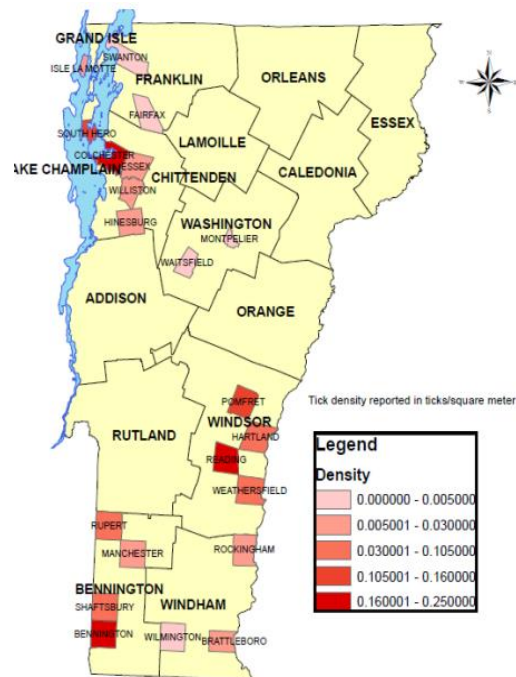 GRAND ISLE
SWANTON
ISLE LA MOTTE
FRANKLIN
ORLEANS
FAIRFAX
ESSEX
SOUTH HERO
LAMOILLE
COLCHESTER
ESSEX
AKE CHAMPLAIN
CHITTENDEN
CALEDONIA
WILLISTON
HINESBURG
WASHINGTON
MONTPELIER
WAITSFIELD
ADDISON
ORANGE
POMFRET
Tick density reported in ticks/square meter
WINDSOR
RUTLAND
HARTLAND
READING
WEATHERSFIELD
Legend
Density
0.000000 - 0.005000
0.005001 - 0.030000
0.030001 - 0.105000
0.105001 - 0.160000
0.160001 - 0.250000
RUPERT
MANCHESTER
ROCKINGHAM
BENNINGTON
SHAFTSBURY
WINDHAM
BENNINGTON
WILMINGTON
BRATTLEBORO